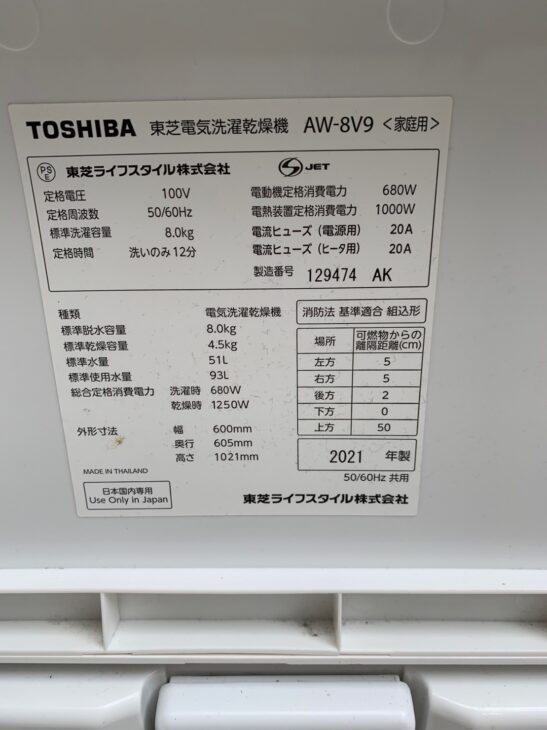 TOSHIBA 東芝電気洗濯乾燥機 AW-8V9 <家庭用>
PS E 東芝ライフスタイル株式会社 S JET
定格電圧 100V
定格周波数 50/60Hz
標準洗濯容量 8.0kg
定格時間 洗いのみ12分
電動機定格消費電力 680W
電熱装置定格消費電力 1000W
電流ヒューズ(電源用) 20A
電流ヒューズ(ヒータ用) 20A
製造番号 129474 AK
種類 電気洗濯乾燥機
標準脱水容量 8.0kg
標準乾燥容量 4.5kg
標準水量 51L
標準使用水量 93L
総合定格消費電力 洗濯時 680W
乾燥時 1250W
外形寸法 幅 600mm
奥行 605mm
高さ 1021mm
MADE IN THAILAND
日本国内専用
Use Only in Japan
消防法 基準適合 組込形
場所 可燃物からの離隔距離(cm)
左方 5
右方 5
後方 2
下方 0
上方 50
2021 年製
50/60Hz 共用
東芝ライフスタイル株式会社